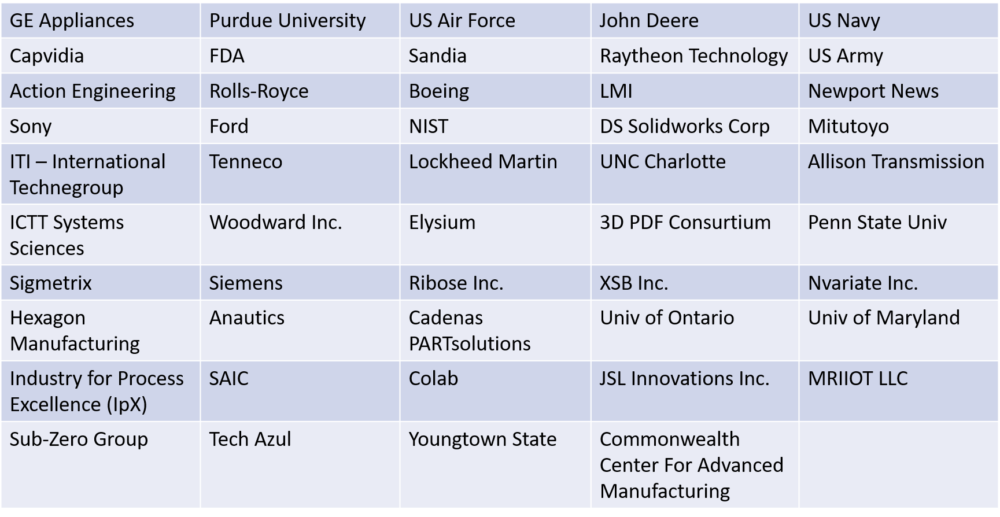 GE Appliances
Purdue University
US Air Force
John Deere
US Navy
Capvidia
FDA
Sandia
Raytheon Technology
US Army
Action Engineering
Rolls-Royce
Boeing
LMI
Newport News
Sony
Ford
NIST
DS Solidworks Corp
Mitutoyo
ITI – International
Technegroup
Tenneco
Lockheed Martin
UNC Charlotte
Allison Transmission
ICTT Systems
Sciences
Woodward Inc.
Elysium
3D PDF Consurtium
Penn State Univ
Sigmetrix
Siemens
Ribose Inc.
XSB Inc.
Nvariate Inc.
Hexagon
Manufacturing
Anautics
Cadenas
PARTsolutions
Univ of Ontario
Univ of Maryland
Industry for Process
Excellence (IpX)
SAIC
Colab
JSL Innovations Inc.
MRIIOT LLC
Sub-Zero Group
Tech Azul
Youngtown State
Commonwealth
Center For Advanced
Manufacturing